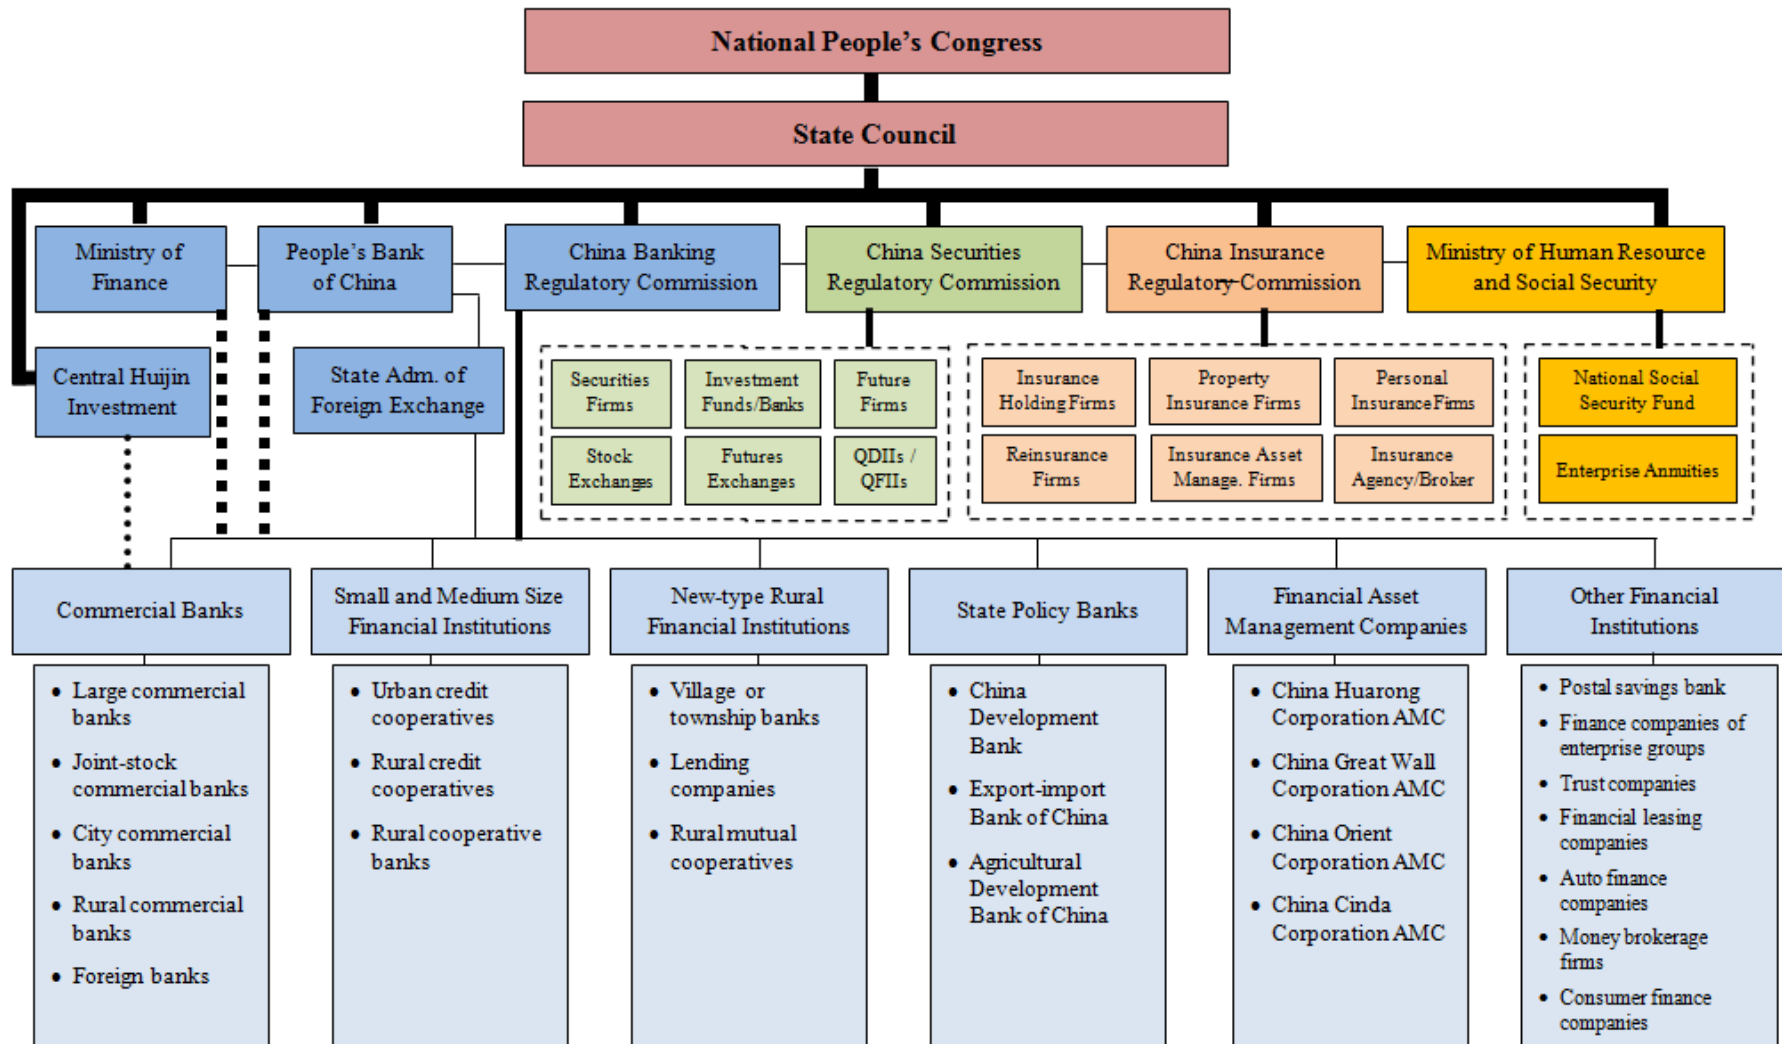 National People's Congress
State Council
Ministry of
Finance
People's Bank
of China
China Banking
Regulatory Commission
China Securities
Regulatory Commission
China Insurance
Regulatory Commission
Ministry of Human Resource
and Social Security
Central Huijin
Investment
State Adm. of
Foreign Exchange
Securities
Firms
Investment
Funds/Banks
Future
Firms
Stock
Exchanges
Futures
Exchanges
QDIIs /
QFIIs
Insurance
Holding Firms
Property
Insurance Firms
Personal
Insurance Firms
Reinsurance
Firms
Insurance Asset
Manage. Firms
Insurance
Agency/Broker
National Social
Security Fund
Enterprise Annuities
Commercial Banks
Small and Medium Size
Financial Institutions
New-type Rural
Financial Institutions
State Policy Banks
Financial Asset
Management Companies
Other Financial
Institutions
• Large commercial
banks
• Joint-stock
commercial banks
• City commercial
banks
• Rural commercial
banks
• Foreign banks
• Urban credit
cooperatives
• Rural credit
cooperatives
• Rural cooperative
banks
• Village or
township banks
• Lending
companies
• Rural mutual
cooperatives
• China
Development
Bank
• Export-import
Bank of China
• Agricultural
Development
Bank of China
• China Huarong
Corporation AMC
• China Great Wall
Corporation AMC
• China Orient
Corporation AMC
• China Cinda
Corporation AMC
• Postal savings bank
• Finance companies of
enterprise groups
• Trust companies
• Financial leasing
companies
• Auto finance
companies
• Money brokerage
firms
• Consumer finance
companies